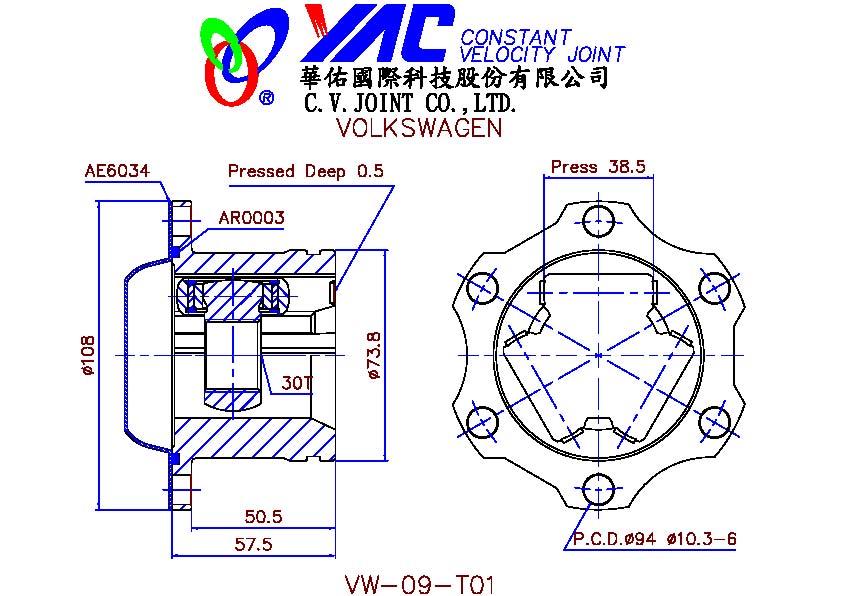 YAC CONSTANT
VELOCITY JOINT
華佑國際科技股份有限公司
®
C.V.JOINT CO.,LTD.
VOLKSWAGEN
AE6034
Pressed Deep 0.5
Press 38.5
AR0003
ø108
ø73.8
30T
50.5
57.5
P.C.D.ø94 ø10.3-6
VW-09-T01